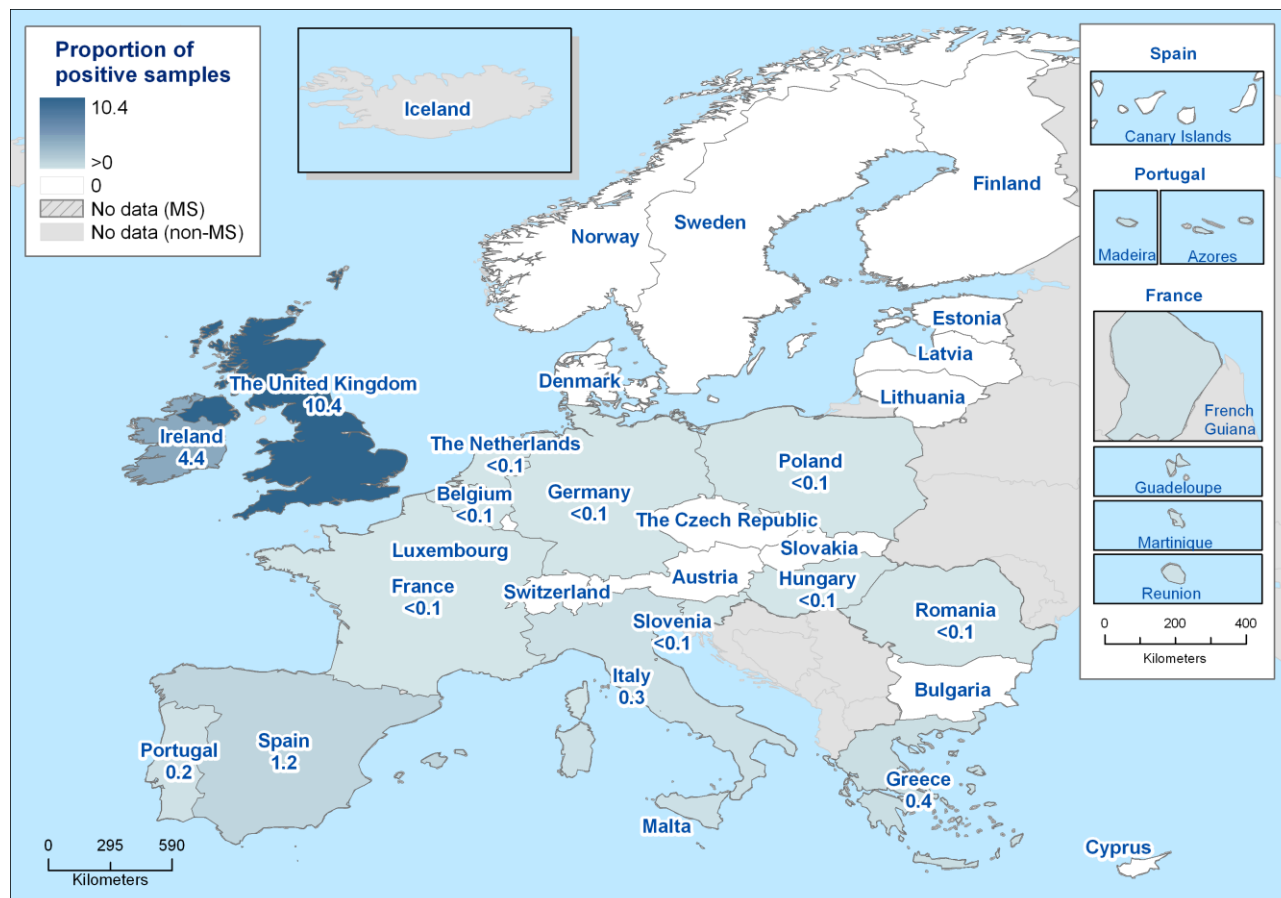 Proportion of
positive samples
10.4
>0
0
No data (MS)
No data (non-MS)
Iceland
Norway
Sweden
Finland
Estonia
Latvia
Lithuania
Denmark
The United Kingdom
10.4
Ireland
4.4
The Netherlands
<0.1
Belgium
<0.1
Germany
<0.1
Poland
<0.1
The Czech Republic
Slovakia
Luxembourg
France
<0.1
Switzerland
Austria
Hungary
<0.1
Slovenia
<0.1
Romania
<0.1
Italy
0.3
Bulgaria
Portugal
0.2
Spain
1.2
Greece
0.4
Malta
Cyprus
0 295 590
Kilometers
Spain
Canary Islands
Portugal
Madeira
Azores
France
French
Guiana
Guadeloupe
Martinique
Reunion
0 200 400
Kilometers